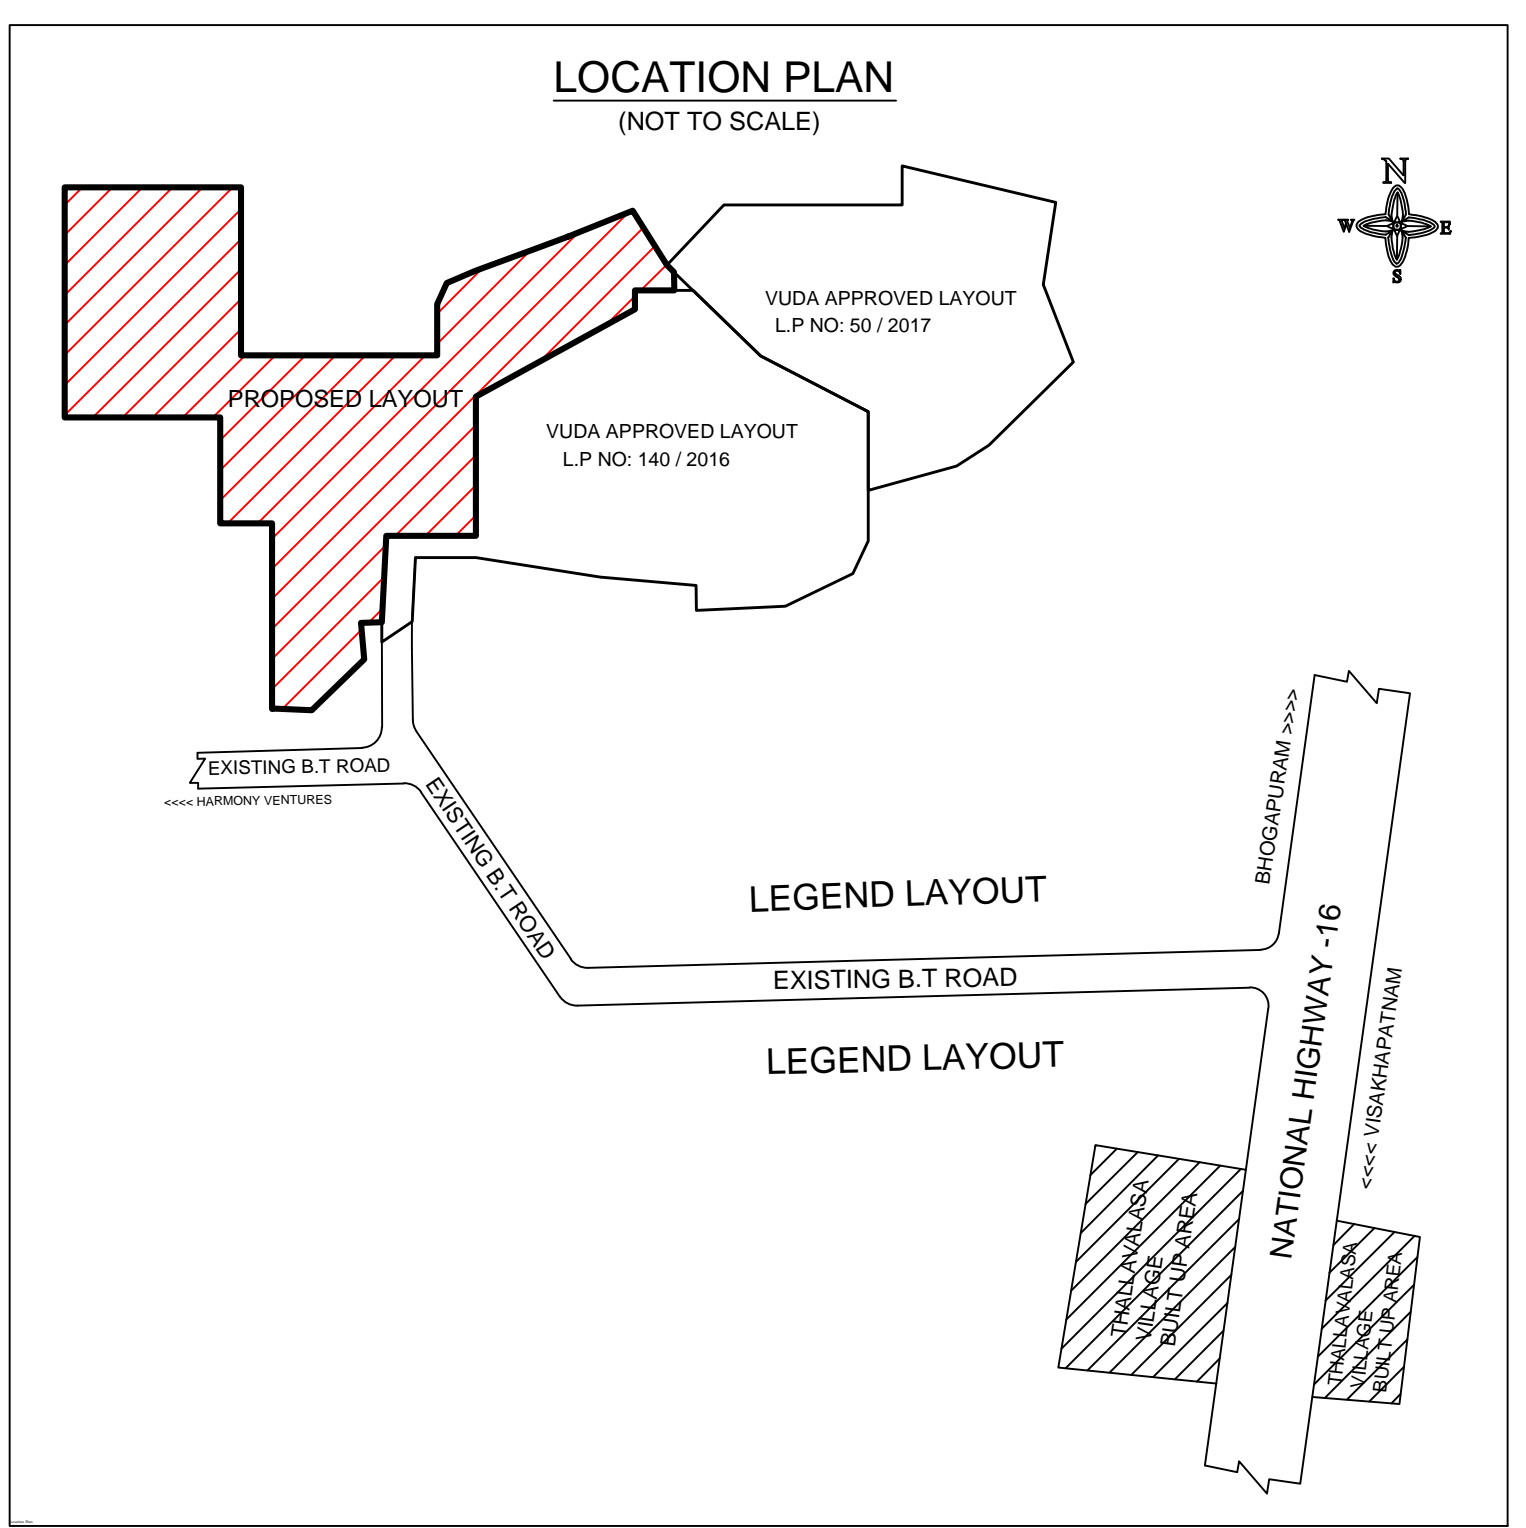 LOCATION PLAN
(NOT TO SCALE)
N
W
E
S
VUDA APPROVED LAYOUT
L.P NO: 50 / 2017
PROPOSED LAYOUT
VUDA APPROVED LAYOUT
L.P NO: 140 / 2016
EXISTING B.T ROAD
<<<< HARMONY VENTURES
EXISTING B.T ROAD
BHOGAPURAM >>>>
LEGEND LAYOUT
EXISTING B.T ROAD
LEGEND LAYOUT
NATIONAL HIGHWAY -16
<<<< VISAKHAPATNAM
THALLAVALASA
VILLAGE
BUILT UP AREA
THALLAVALASA
VILLAGE
BUILT UP AREA